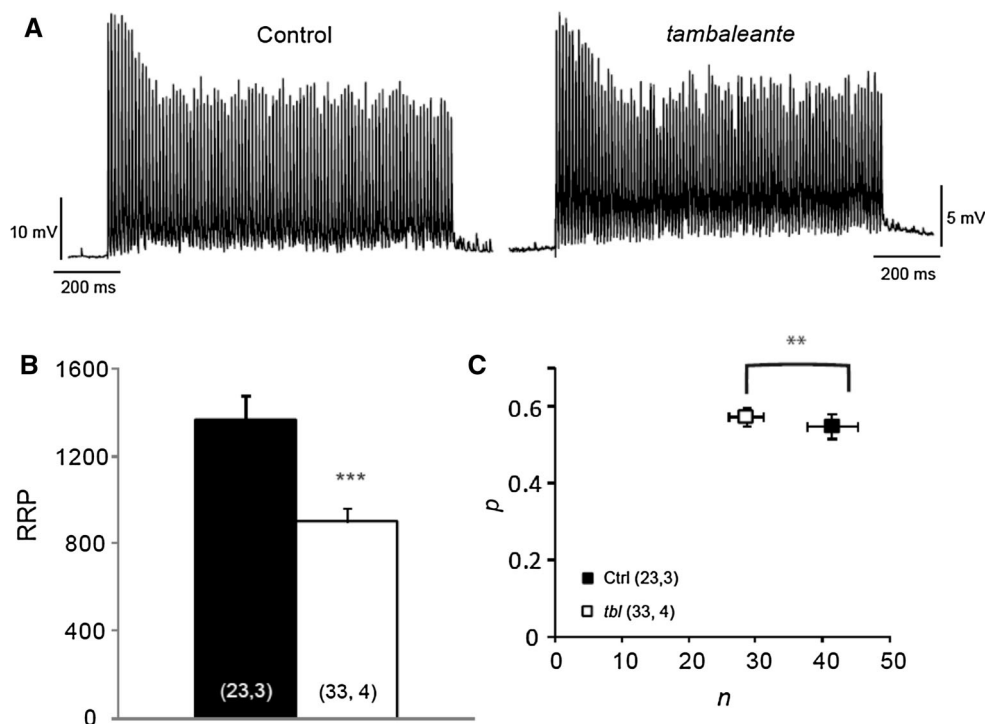 A
Control
tambaleante
10 mV
200 ms
5 mV
200 ms
B
1600
1200
800
400
0
RRP
***
(23,3)
(33, 4)
C
**
0.6
0.4
0.2
0
p
Ctrl (23,3)
tbl (33, 4)
0 10 20 30 40 50
n